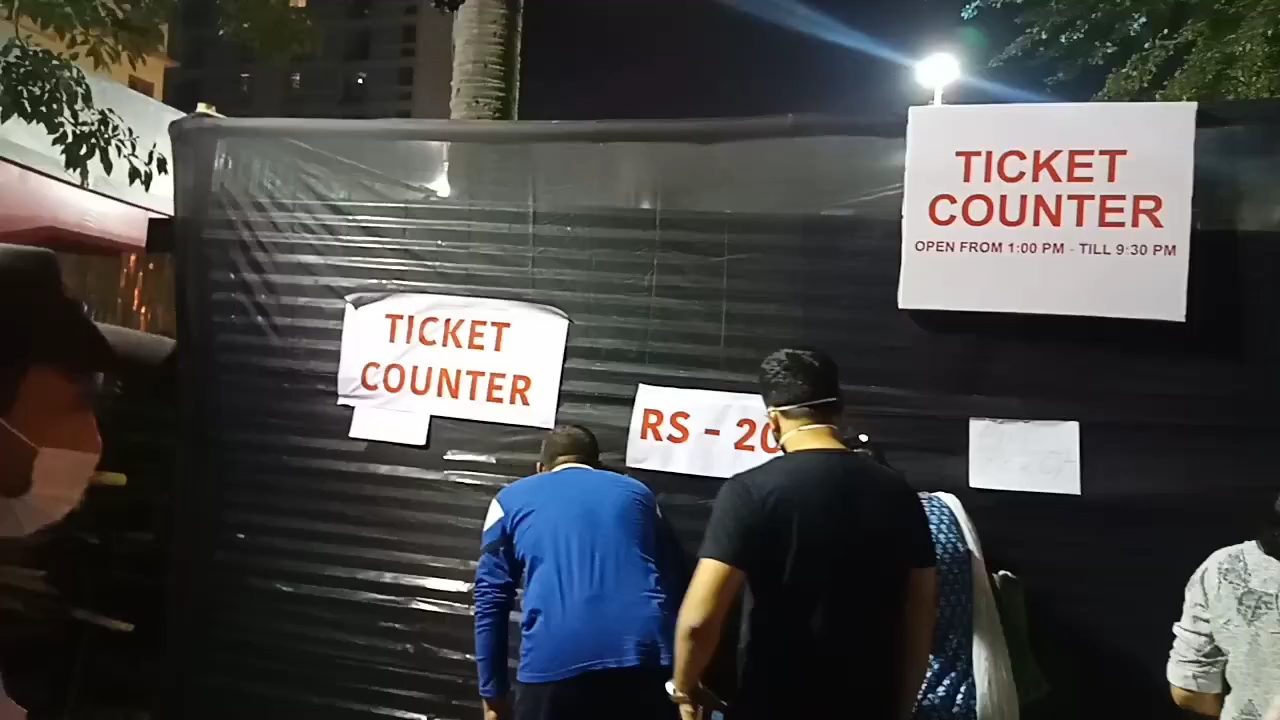 TICKET
COUNTER
OPEN FROM 1:00 PM - TILL 9:30 PM
TICKET
COUNTER
RS - 20